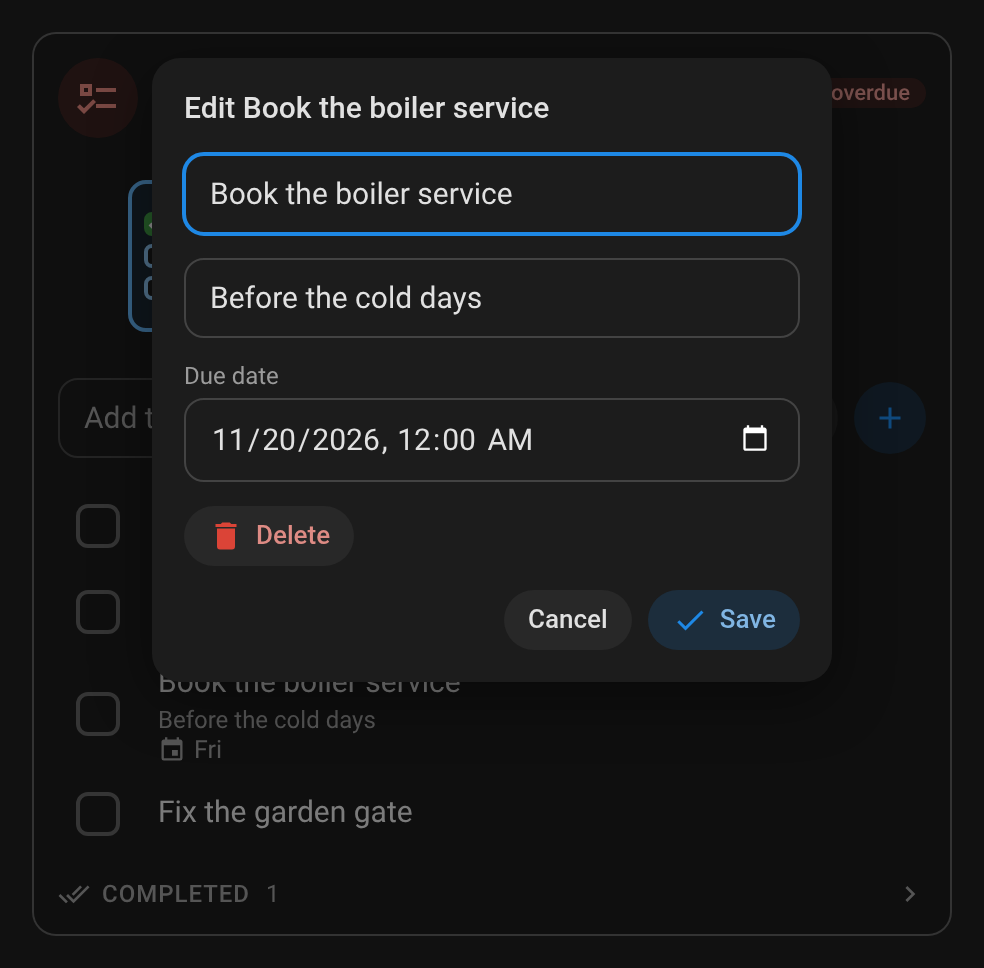 overdue
Edit Book the boiler service
Book the boiler service
Before the cold days
Due date
11/20/2026, 12:00 AM
Add
Delete
Cancel
Save
Book the boiler service
Before the cold days
Fri
Fix the garden gate
COMPLETED 1